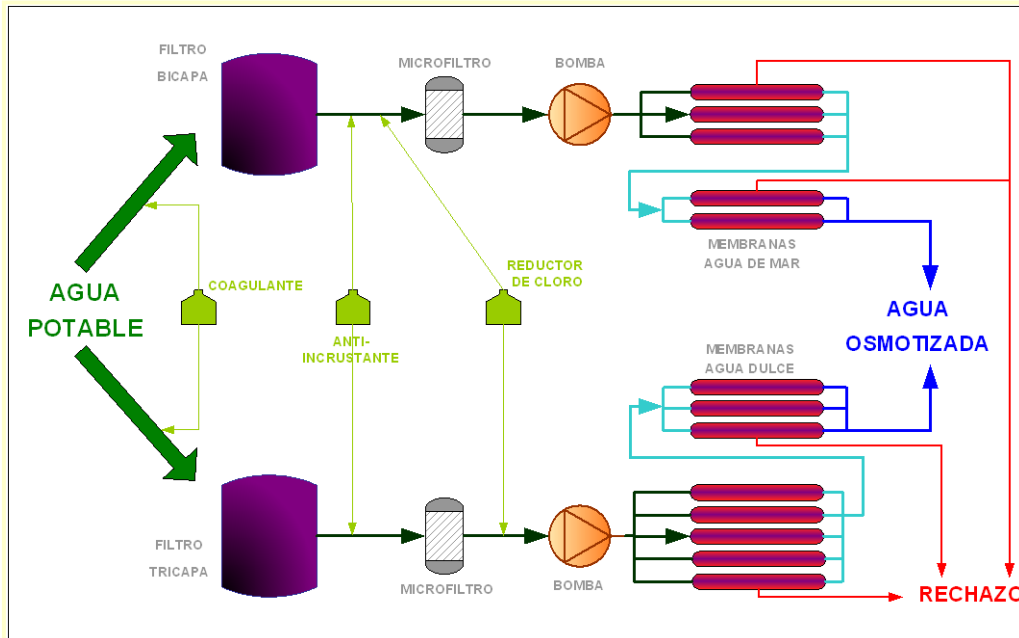 FILTRO
BICAPA
MICROFILTRO
BOMBA
MEMBRANAS
AGUA DE MAR
COAGULANTE
REDUCTOR
DE CLORO
AGUA
POTABLE
ANTI-
INCRUSTANTE
AGUA
OSMOTIZADA
MEMBRANAS
AGUA DULCE
FILTRO
TRICAPA
MICROFILTRO
BOMBA
RECHAZO